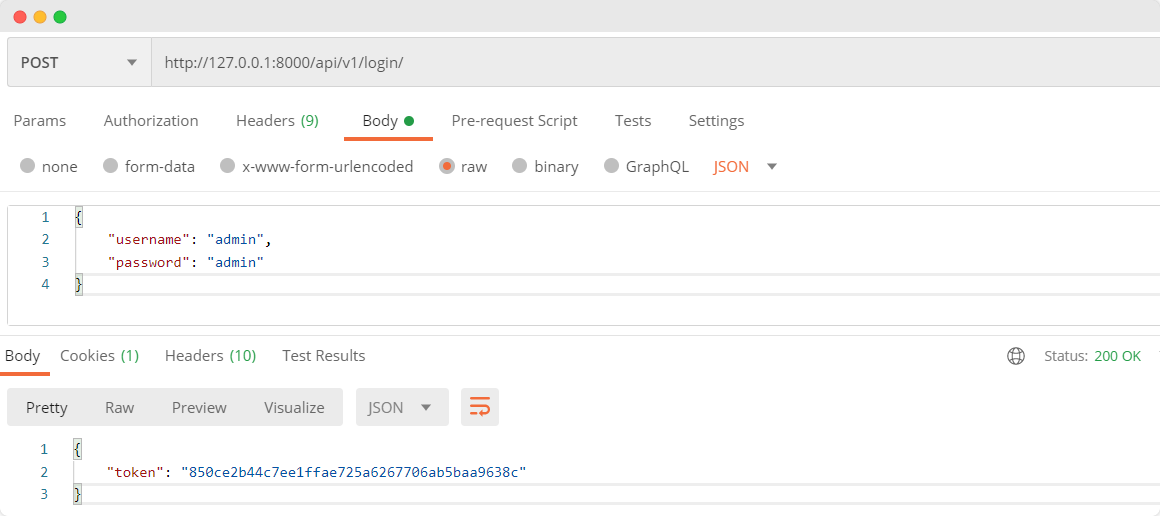 POST http://127.0.0.1:8000/api/v1/login/
Params Authorization Headers (9) Body Pre-request Script Tests Settings
none form-data x-www-form-urlencoded raw binary GraphQL JSON
1 {
2 "username": "admin",
3 "password": "admin"
4 }
Body Cookies (1) Headers (10) Test Results Status: 200 OK
Pretty Raw Preview Visualize JSON
1 {
2 "token": "850ce2b44c7ee1ffae725a6267706ab5baa9638c"
3 }